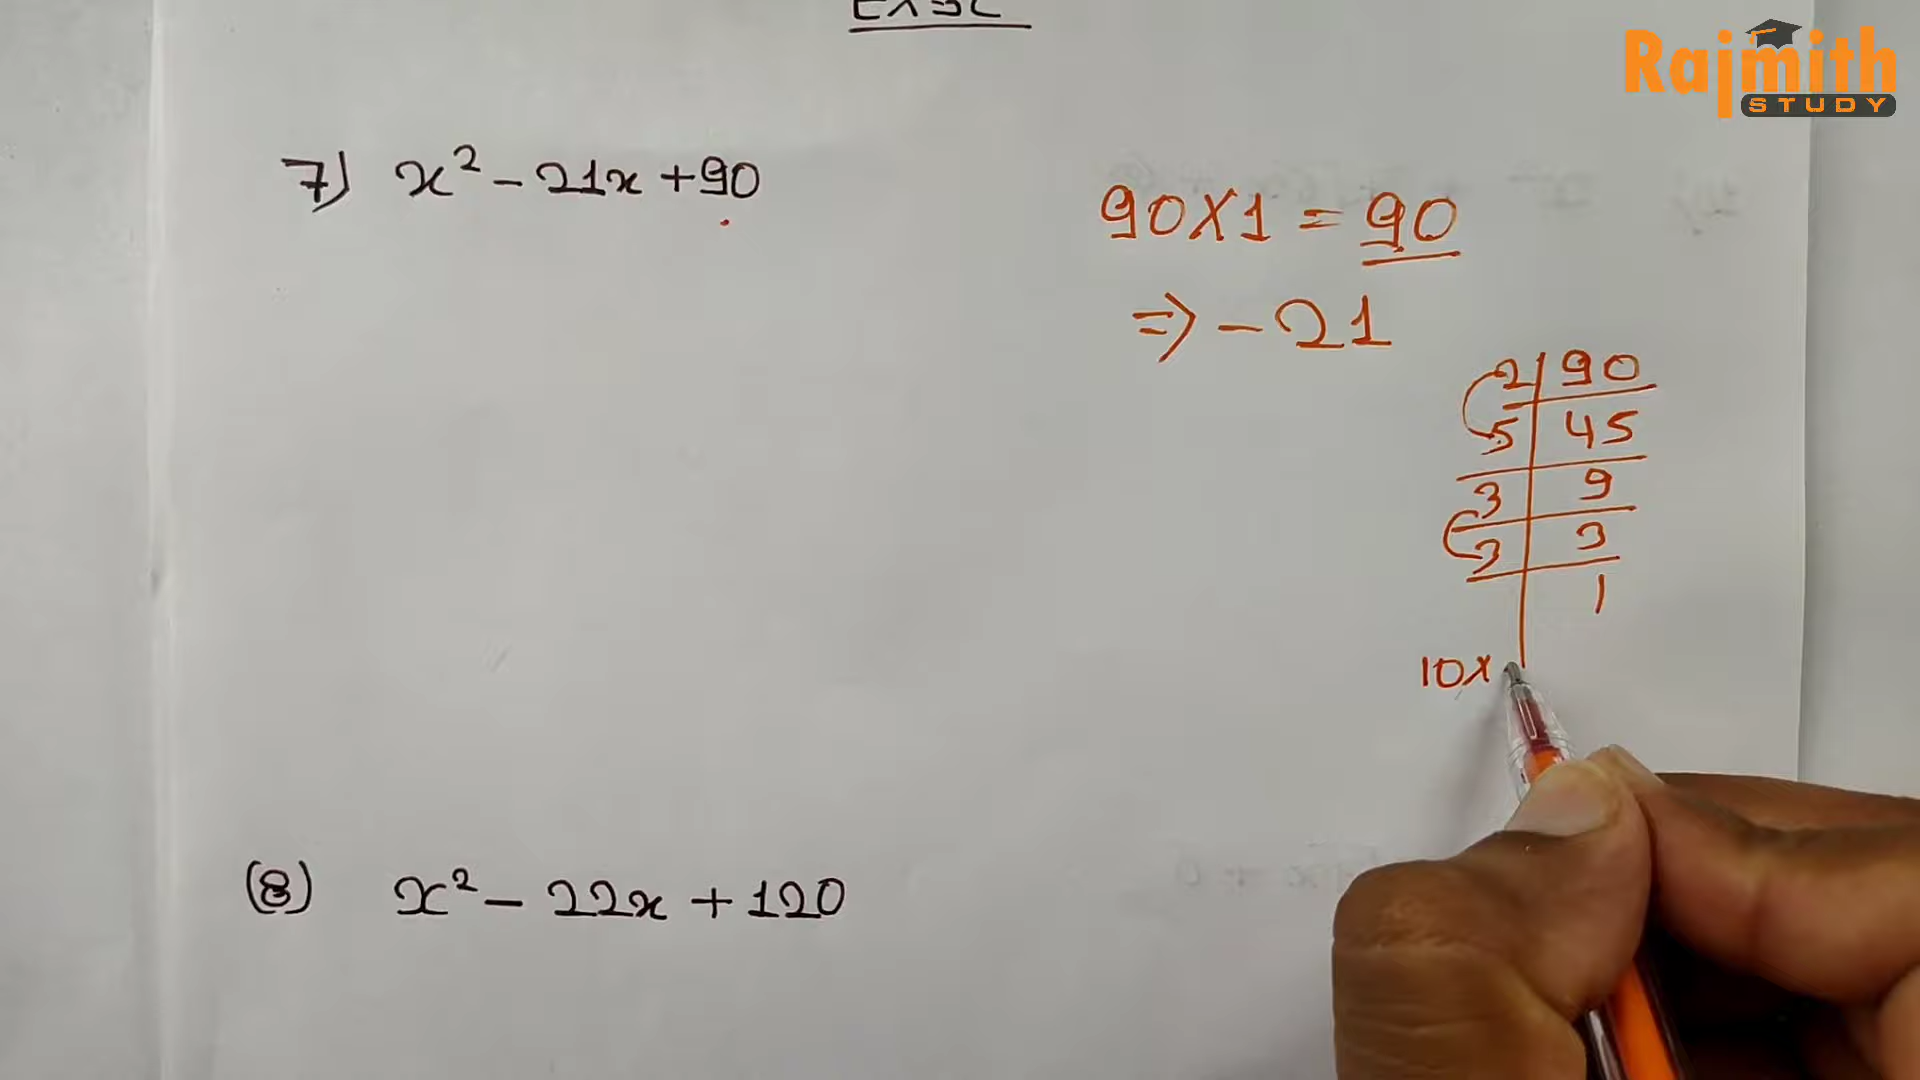 Rajmith
STUDY
7) x² - 21x + 90
90 X 1 = 90
⇒ - 21
2 | 90
5 | 45
3 | 9
3 | 3
1
10x
(8) x² - 22x + 120